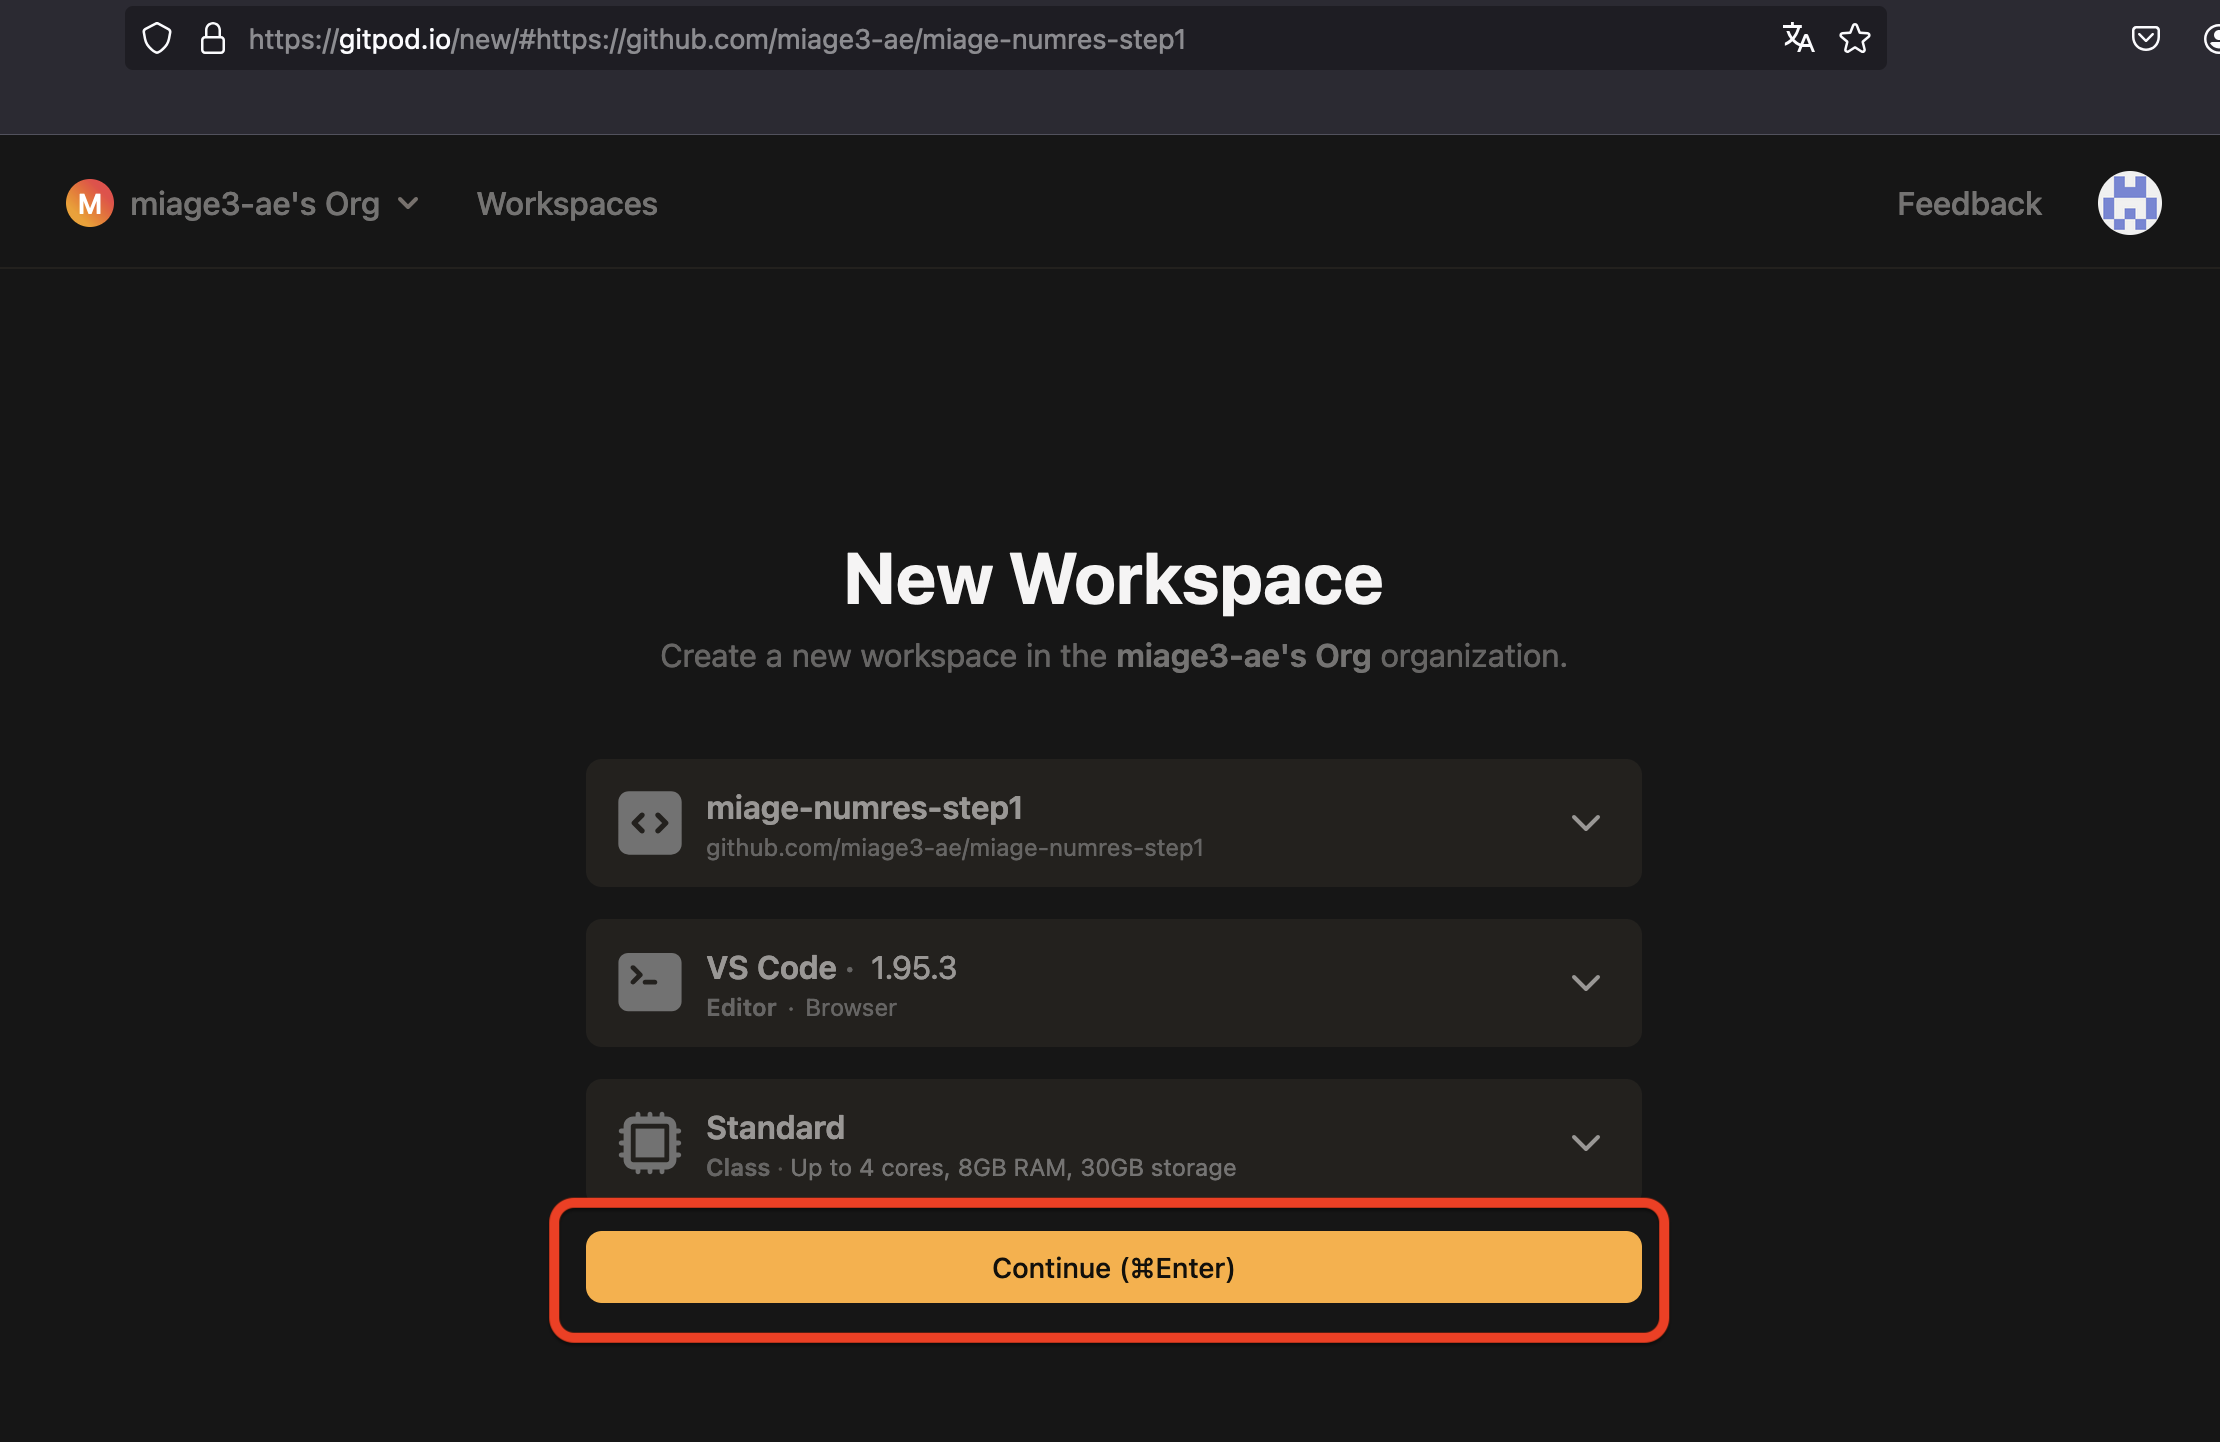 https://gitpod.io/new/#https://github.com/miage3-ae/miage-numres-step1
M miage3-ae's Org Workspaces Feedback
New Workspace
Create a new workspace in the miage3-ae's Org organization.
miage-numres-step1
github.com/miage3-ae/miage-numres-step1
VS Code · 1.95.3
Editor · Browser
Standard
Class · Up to 4 cores, 8GB RAM, 30GB storage
Continue (⌘Enter)